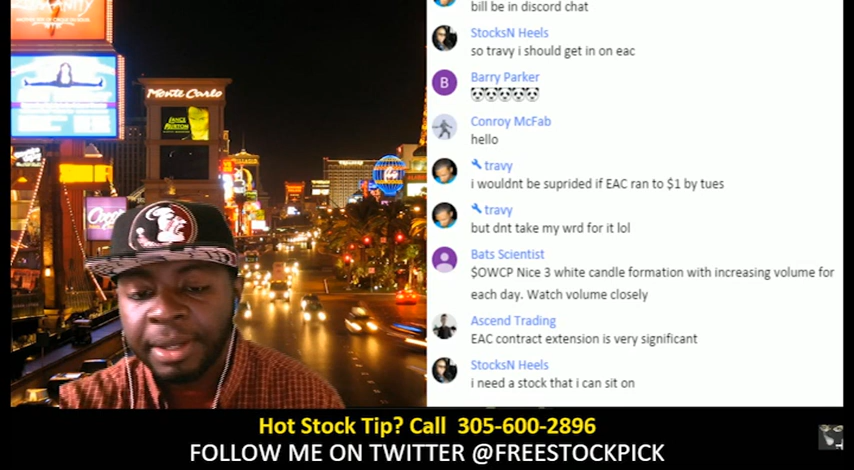 INSANITY
Monte Carlo
LANCE
BURTON
bill be in discord chat
StocksN Heels
so travy i should get in on eac
B
Barry Parker
Conroy McFab
hello
travy
i wouldnt be suprided if EAC ran to $1 by tues
travy
but dnt take my wrd for it lol
Bats Scientist
$OWCP Nice 3 white candle formation with increasing volume for
each day. Watch volume closely
Ascend Trading
EAC contract extension is very significant
StocksN Heels
i need a stock that i can sit on
Hot Stock Tip? Call 305-600-2896
FOLLOW ME ON TWITTER @FREESTOCKPICK